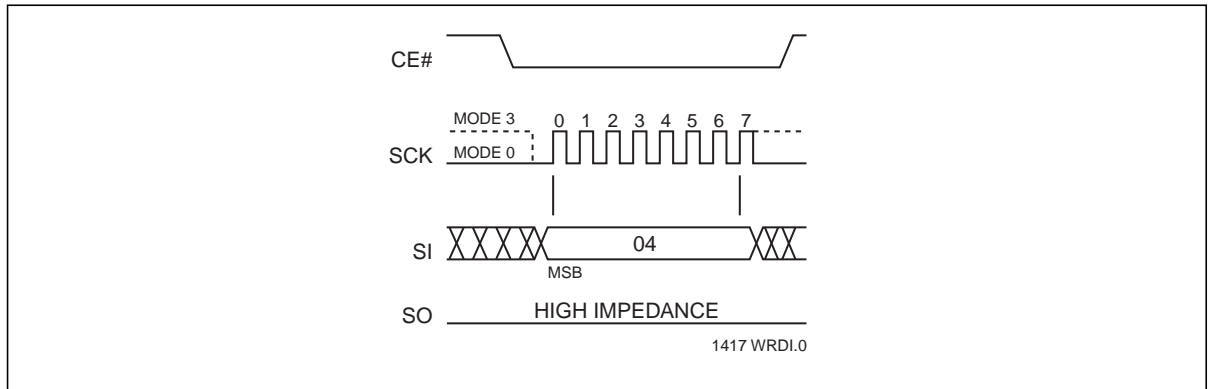 CE#
MODE 3
0 1 2 3 4 5 6 7
SCK
MODE 0
SI
04
MSB
SO
HIGH IMPEDANCE
1417 WRDI.0